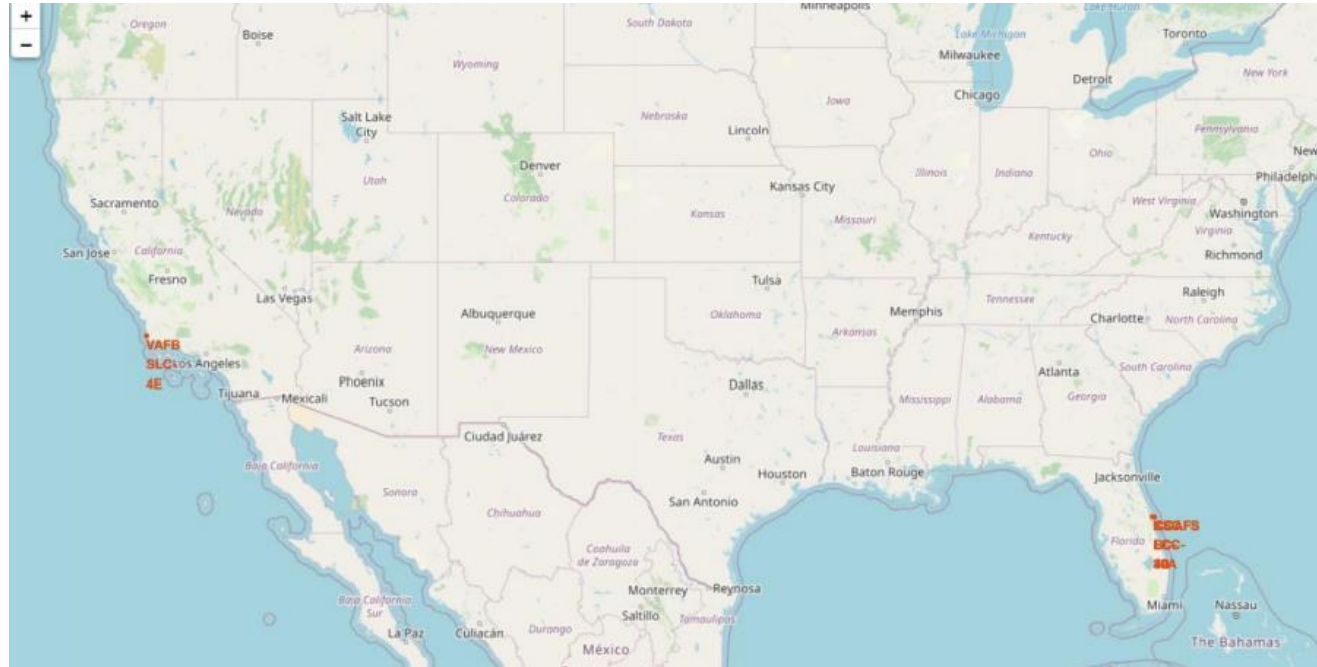 +
−
Oregon
Boise
South Dakota
Minneapolis
Lake Huron
Toronto
Lake Michigan
Milwaukee
Wyoming
Detroit
New York
Chicago
Iowa
Salt Lake
City
Nebraska
Lincoln
Pennsylvania
New
Philadelph
Denver
Utah
Colorado
Kansas City
Illinois
Indiana
Ohio
Sacramento
Nevada
Kansas
Missouri
West Virginia
Washington
Virginia
San Jose
California
Kentucky
Richmond
Fresno
Las Vegas
Tulsa
Raleigh
Albuquerque
Oklahoma
Memphis
Tennessee
Charlotte
North Carolina
Arkansas
VAFB
SLC-
4E
Los Angeles
Arizona
New Mexico
South Carolina
Phoenix
Dallas
Atlanta
Tijuana
Mexicali
Tucson
Mississippi
Alabama
Georgia
Ciudad Juárez
Texas
Louisiana
Austin
Houston
Baton Rouge
Jacksonville
Baja California
Sonora
San Antonio
Chihuahua
Florida
Coahuila
de Zaragoza
Monterrey
Reynosa
Saltillo
Tamaulipas
Miami
Nassau
Baja California
Sur
La Paz
Culiacán
Durango
México
The Bahamas